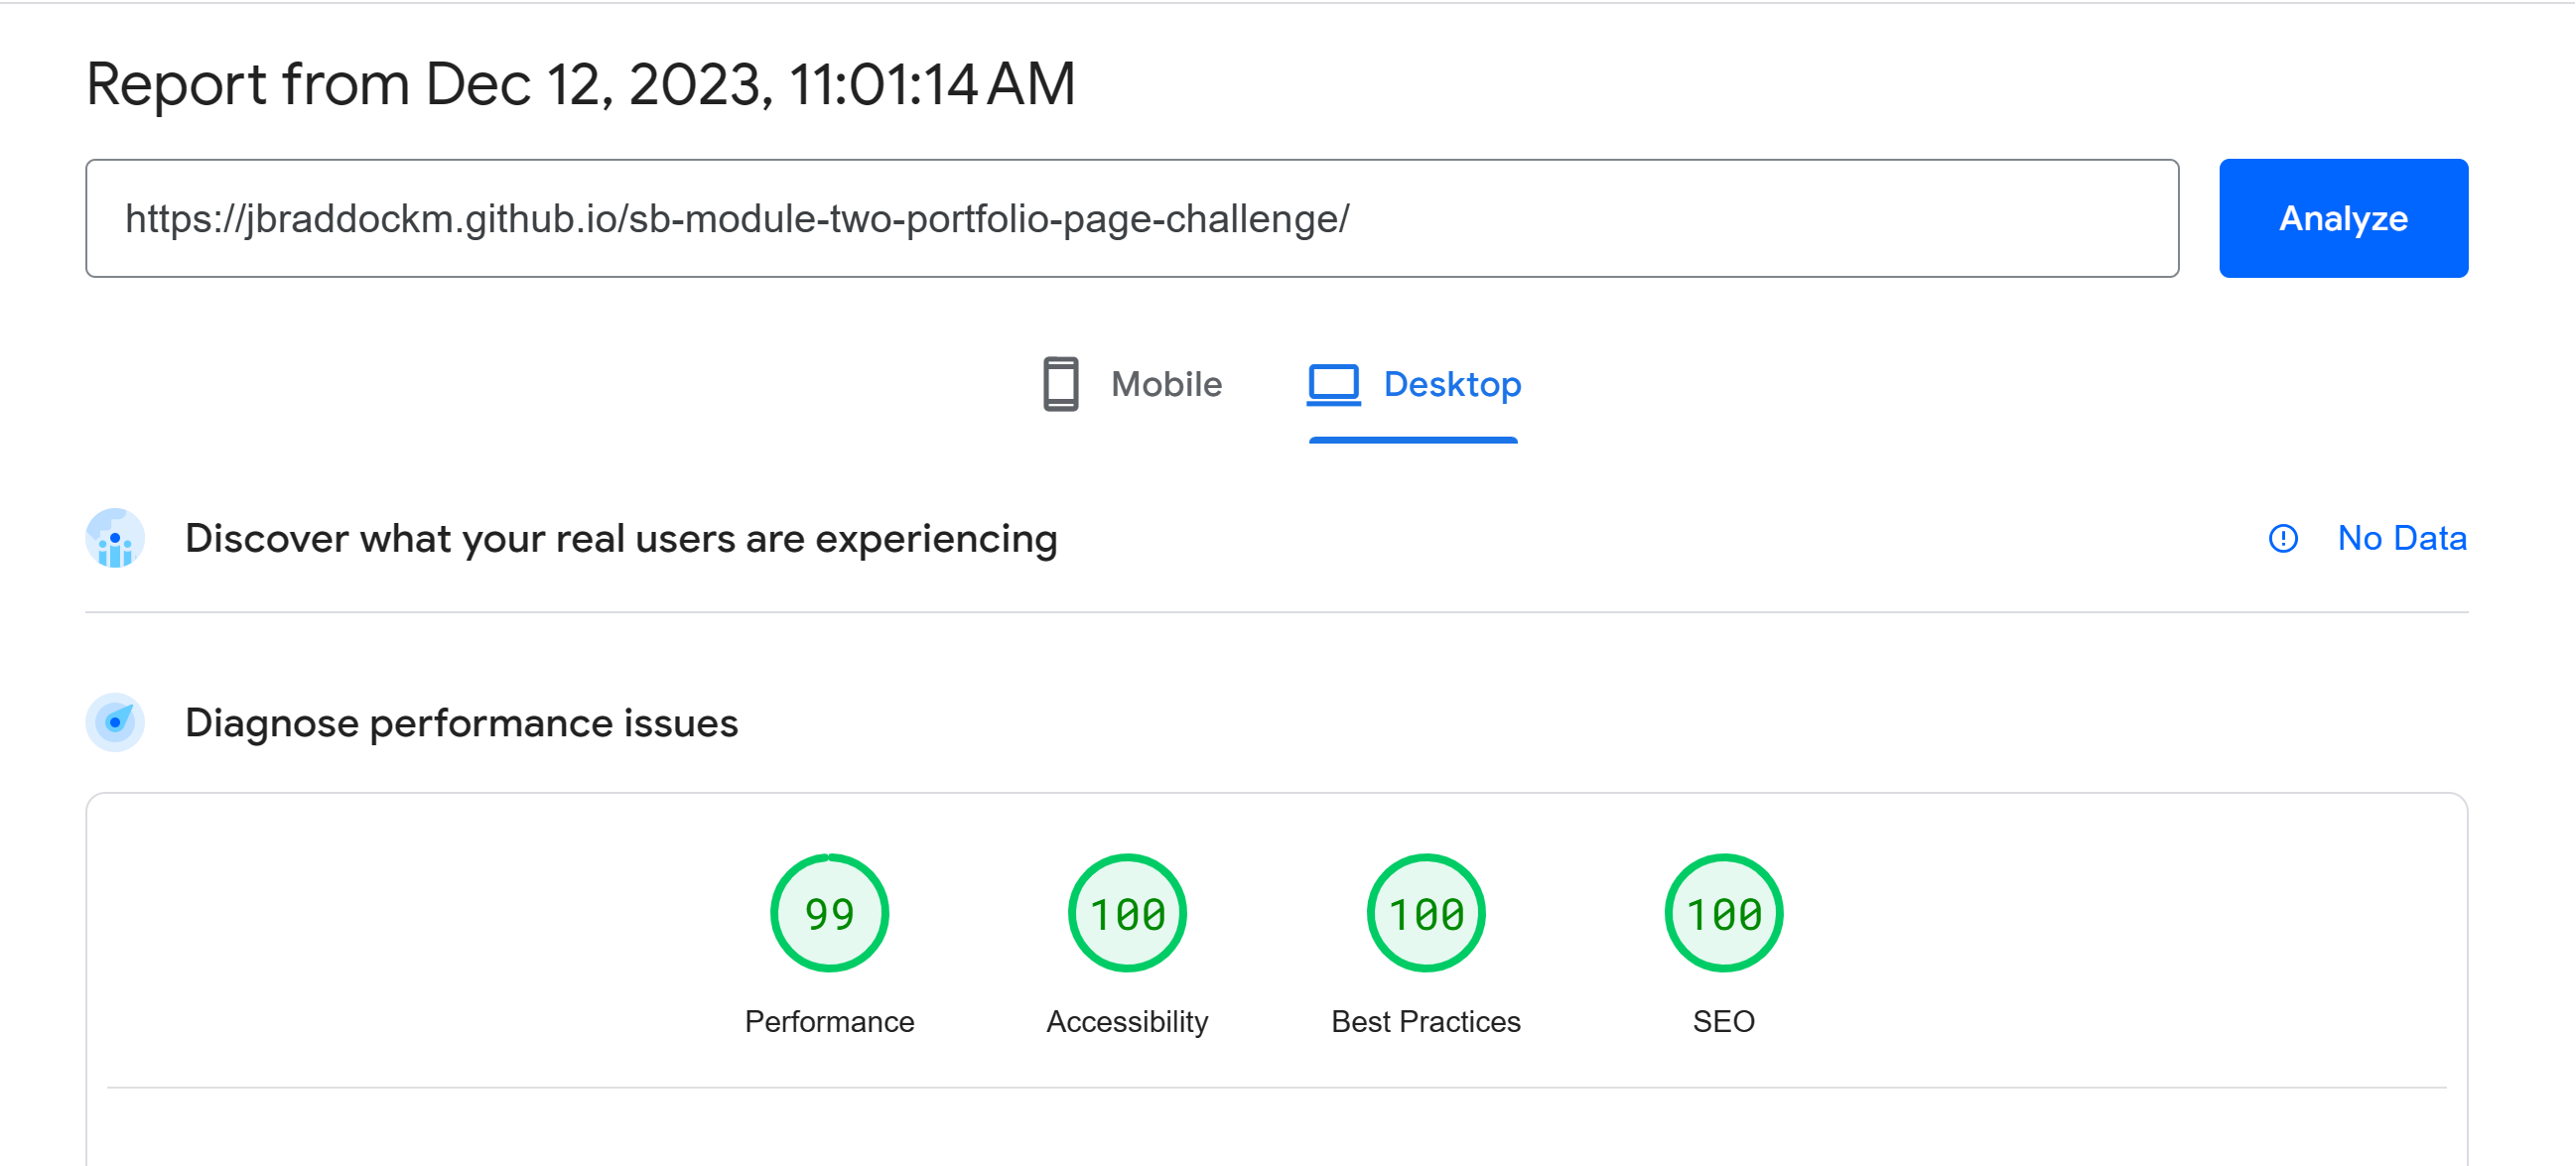 Report from Dec 12, 2023, 11:01:14 AM
https://jbraddockm.github.io/sb-module-two-portfolio-page-challenge/
Analyze
Mobile
Desktop
Discover what your real users are experiencing
No Data
Diagnose performance issues
99
100
100
100
Performance
Accessibility
Best Practices
SEO